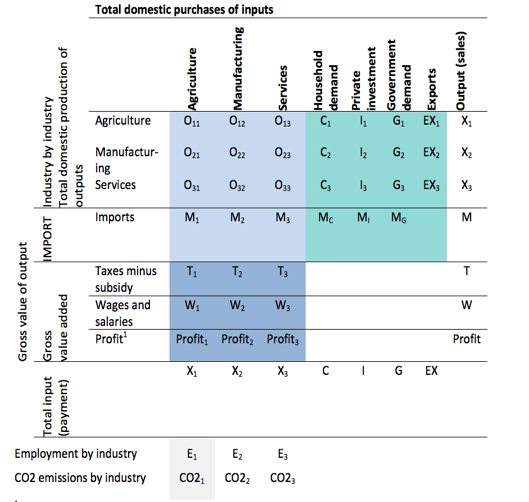 Total domestic purchases of inputs
Agriculture
Manufacturing
Services
Household
demand
Private
investment
Government
demand
Exports
Output (sales)
Gross value of output
Industry by industry
Total domestic production of
outputs
Agriculture O11 O12 O13 C1 I1 G1 EX1 X1
Manufactur-
ing O21 O22 O23 C2 I2 G2 EX2 X2
Services O31 O32 O33 C3 I3 G3 EX3 X3
IMPORT
Imports M1 M2 M3 MC MI MG M
Gross
value added
Taxes minus
subsidy T1 T2 T3 T
Wages and
salaries W1 W2 W3 W
Profit1 Profit1 Profit2 Profit3 Profit
Total input
(payment)
X1 X2 X3 C I G EX
Employment by industry E1 E2 E3
CO2 emissions by industry CO21 CO22 CO23